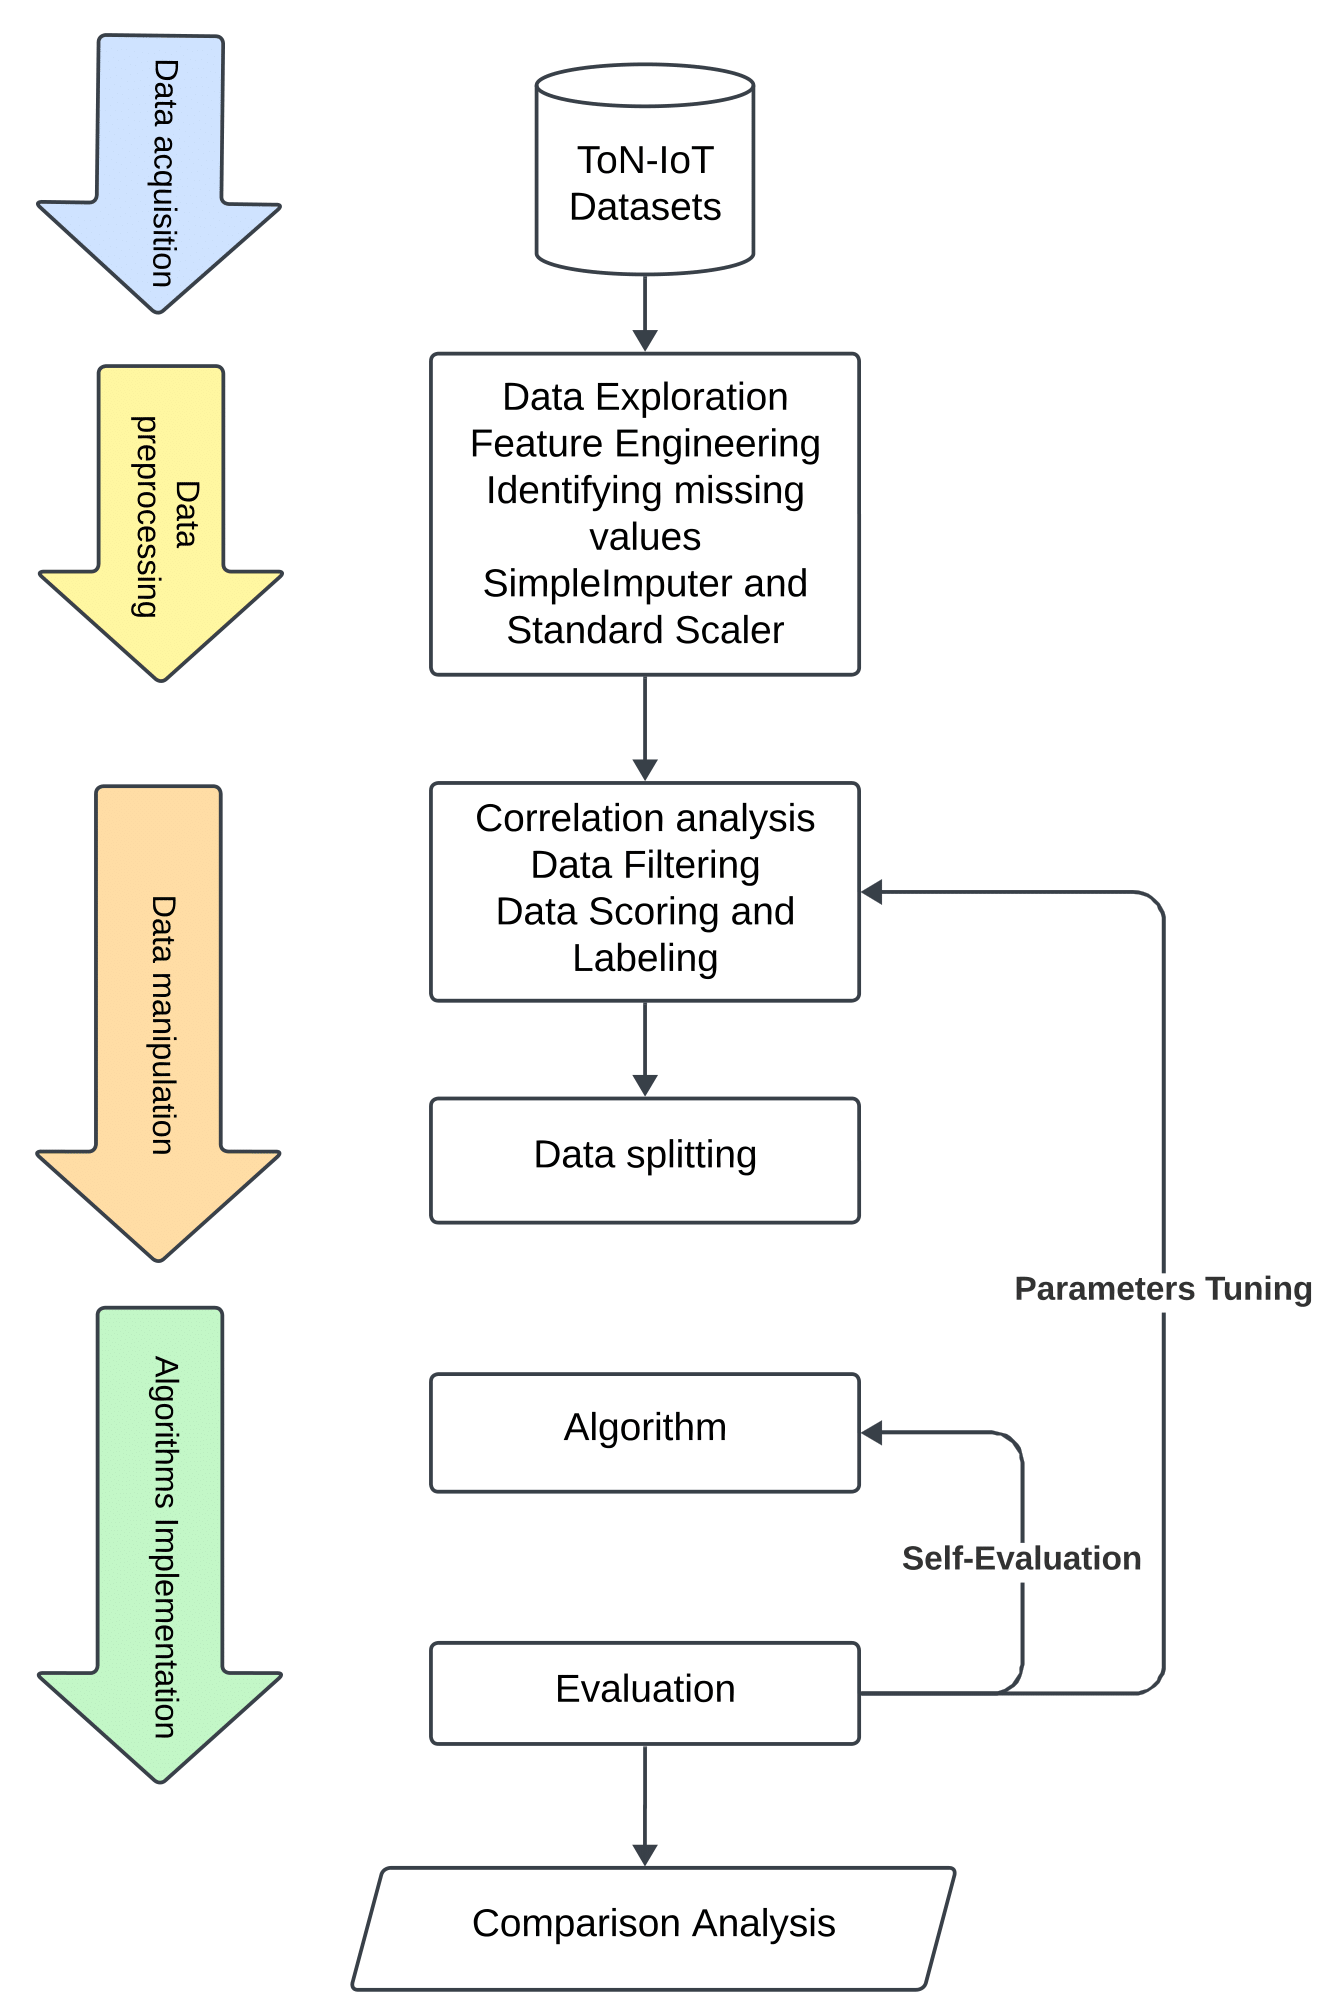 Data acquisition
ToN-IoT
Datasets
Data
preprocessing
Data Exploration
Feature Engineering
Identifying missing
values
SimpleImputer and
Standard Scaler
Data manipulation
Correlation analysis
Data Filtering
Data Scoring and
Labeling
Data splitting
Parameters Tuning
Algorithms Implementation
Algorithm
Self-Evaluation
Evaluation
Comparison Analysis